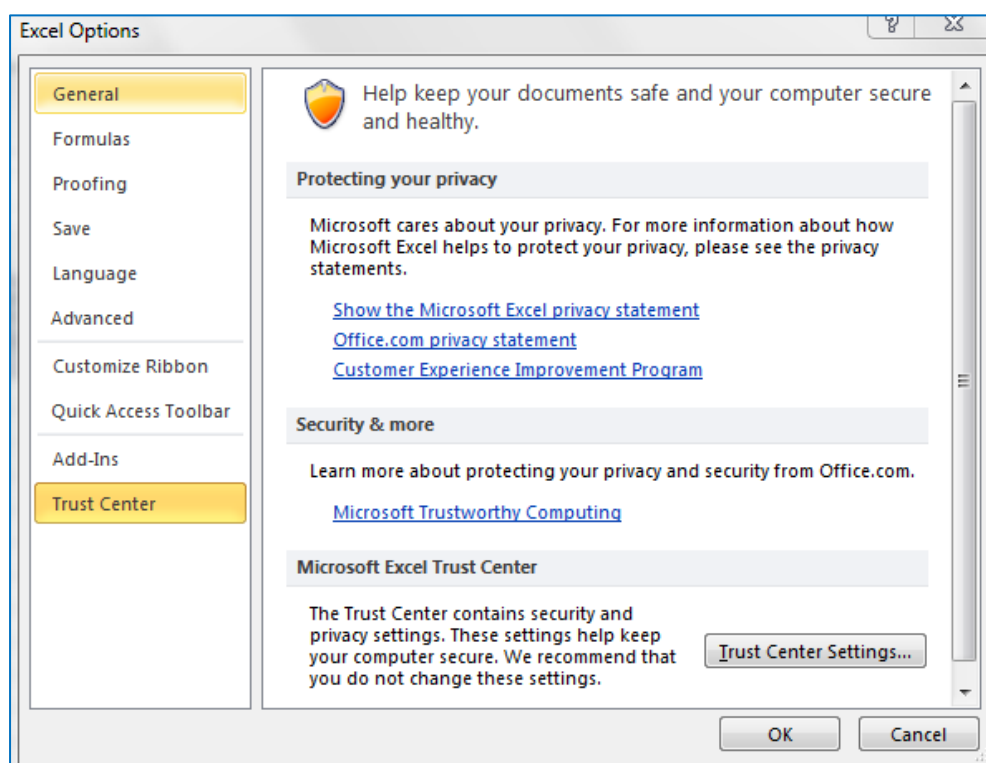 Excel Options
General
Formulas
Proofing
Save
Language
Advanced
Customize Ribbon
Quick Access Toolbar
Add-Ins
Trust Center
Help keep your documents safe and your computer secure
and healthy.
Protecting your privacy
Microsoft cares about your privacy. For more information about how
Microsoft Excel helps to protect your privacy, please see the privacy
statements.
Show the Microsoft Excel privacy statement
Office.com privacy statement
Customer Experience Improvement Program
Security & more
Learn more about protecting your privacy and security from Office.com.
Microsoft Trustworthy Computing
Microsoft Excel Trust Center
The Trust Center contains security and
privacy settings. These settings help keep
your computer secure. We recommend that
you do not change these settings.
Trust Center Settings...
OK
Cancel